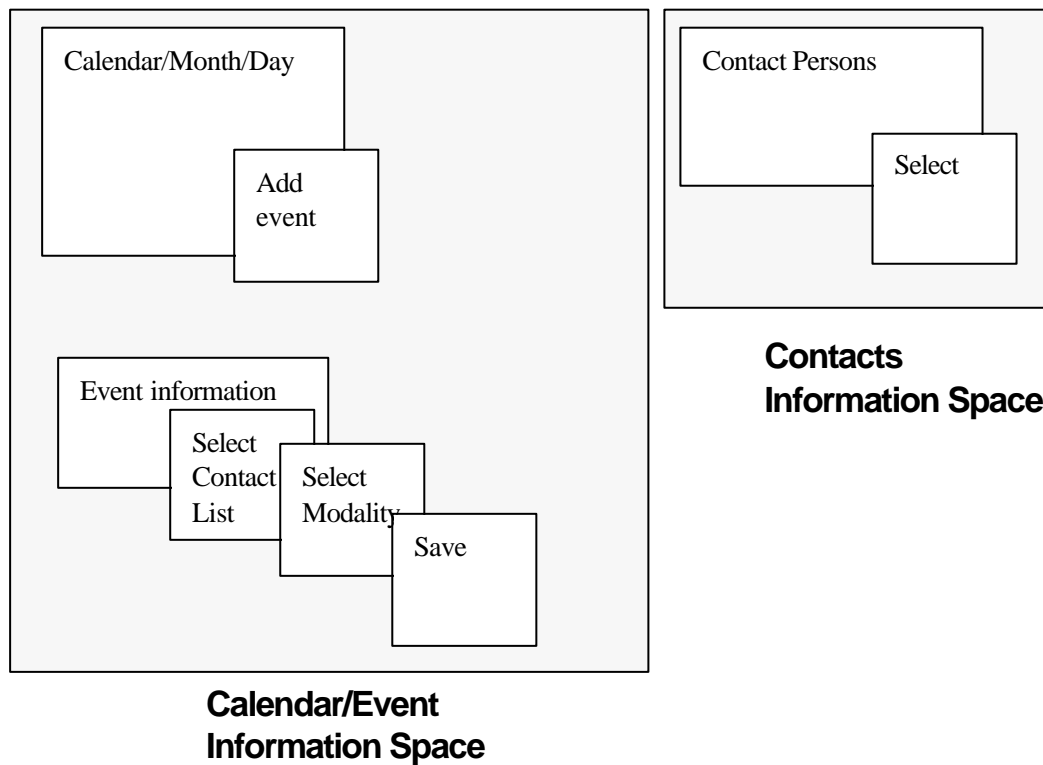 Calendar/Month/Day
Add
event
Event information
Select
Contact
List
Select
Modality
Save
Calendar/Event
Information Space
Contact Persons
Select
Contacts
Information Space